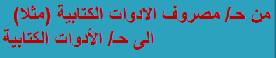 من حـ/ مصروف الادوات الكتابية (مثلا)
الى حـ/ الأدوات الكتابية